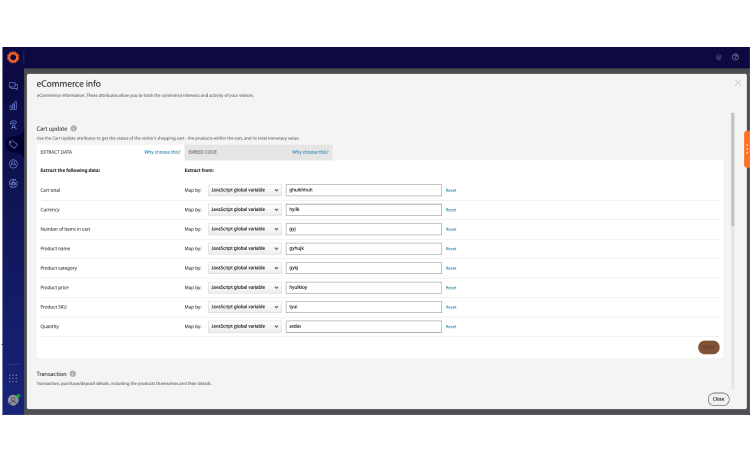 eCommerce info
eCommerce information. These attributes allow you to track the commerce interests and activity of your visitors.
Cart update
Use the Cart Update attributes to get the status of the visitor's shopping cart - the products within the cart, and its total monetary value.
EXTRACT DATA Why choose this? EMBED CODE Why choose this?
Extract the following data: Extract from:
Cart total Map by: JavaScript global variable ghuikhhuh Reset
Currency Map by: JavaScript global variable hyilk Reset
Number of items in cart Map by: JavaScript global variable Reset
Product name Map by: JavaScript global variable gyhujk Reset
Product category Map by: JavaScript global variable gykj Reset
Product price Map by: JavaScript global variable hyuikloy Reset
Product SKU Map by: JavaScript global variable tyui Reset
Quantity Map by: JavaScript global variable asdas Reset
Transaction
Transaction, purchase/deposit details, including the products themselves and their details.
Close